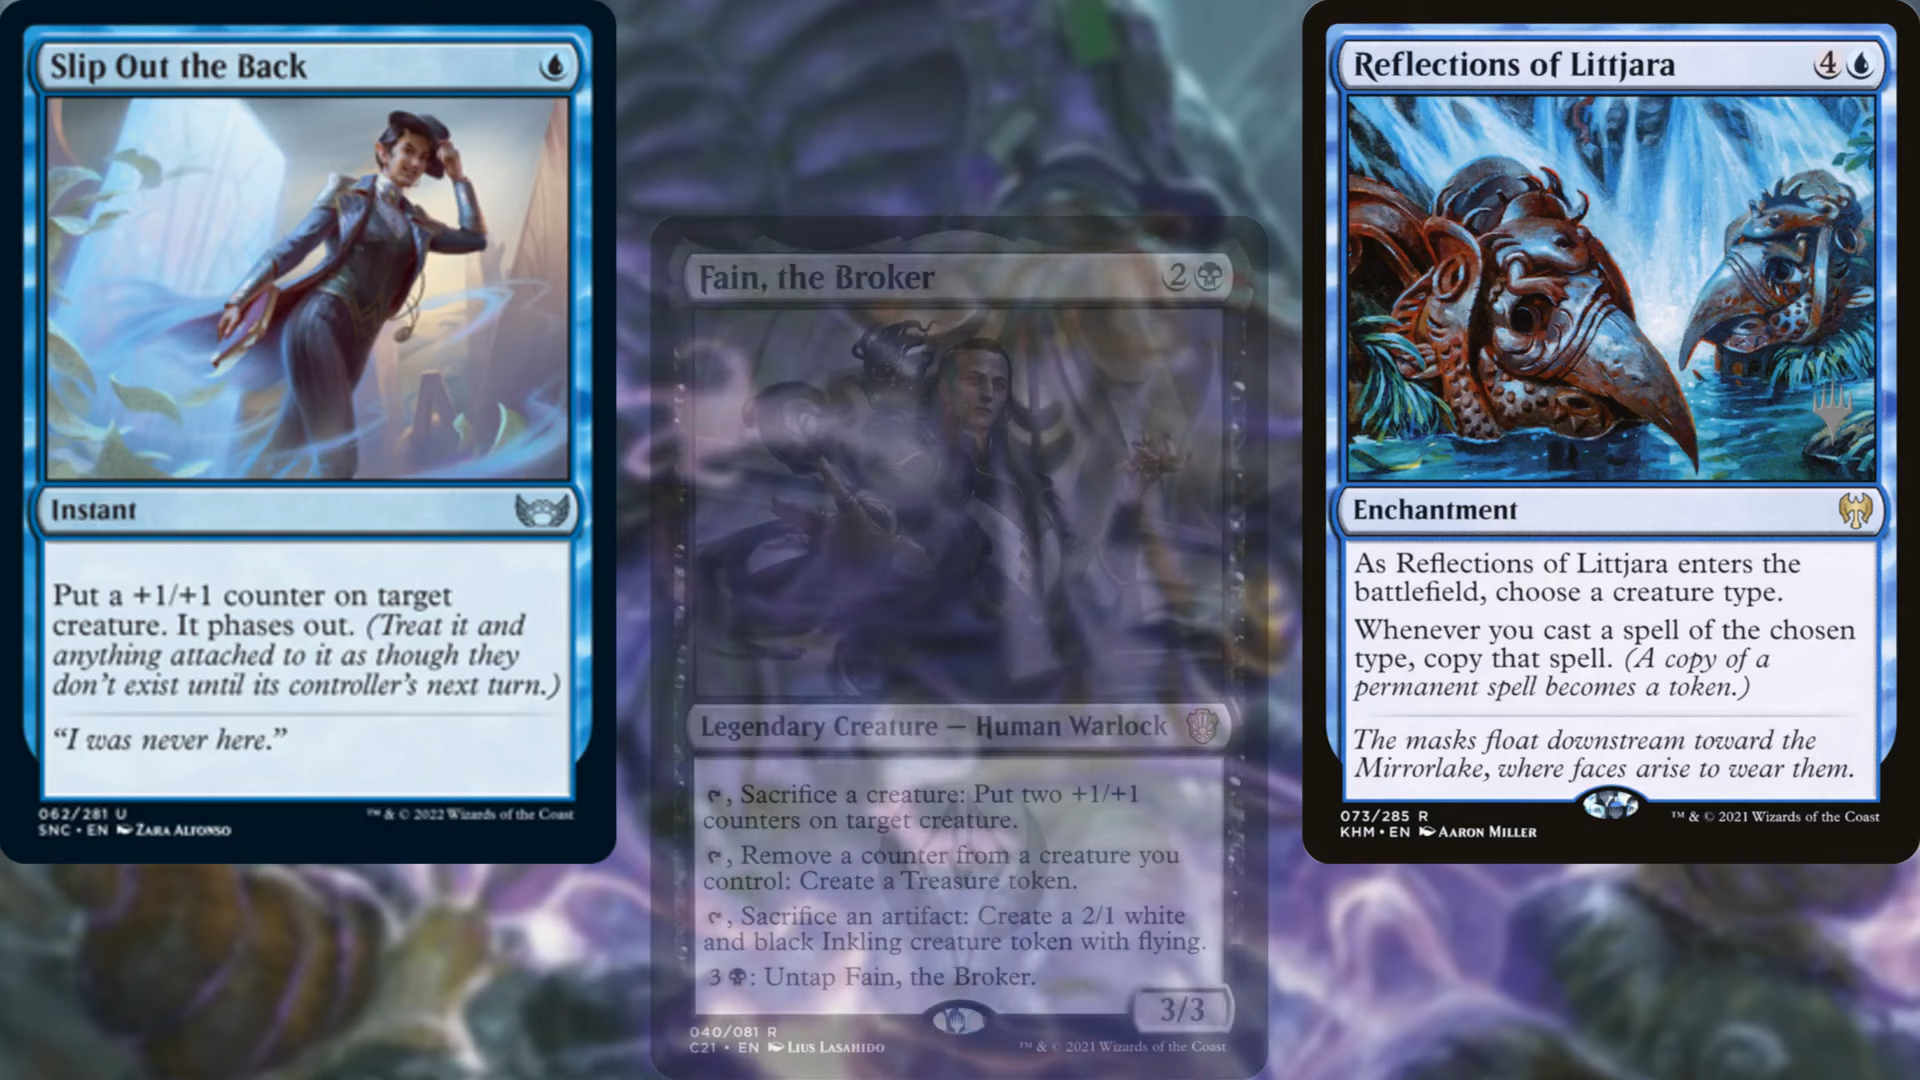 Slip Out the Back
Instant
Put a +1/+1 counter on target
creature. It phases out. (Treat it and
anything attached to it as though they
don't exist until its controller's next turn.)
"I was never here."
062/281 U
SNC • EN ZARA ALFONSO
™ & © 2022 Wizards of the Coast
Fain, the Broker 2
Legendary Creature — Human Warlock
, Sacrifice a creature: Put two +1/+1
counters on target creature.
, Remove a counter from a creature you
control: Create a Treasure token.
, Sacrifice an artifact: Create a 2/1 white
and black Inkling creature token with flying.
3 : Untap Fain, the Broker.
3/3
040/081 R
C21 • EN LIUS LASAHIDO
™ & © 2021 Wizards of the Coast
Reflections of Littjara 4
Enchantment
As Reflections of Littjara enters the
battlefield, choose a creature type.
Whenever you cast a spell of the chosen
type, copy that spell. (A copy of a
permanent spell becomes a token.)
The masks float downstream toward the
Mirrorlake, where faces arise to wear them.
073/285 R
KHM • EN AARON MILLER
™ & © 2021 Wizards of the Coast